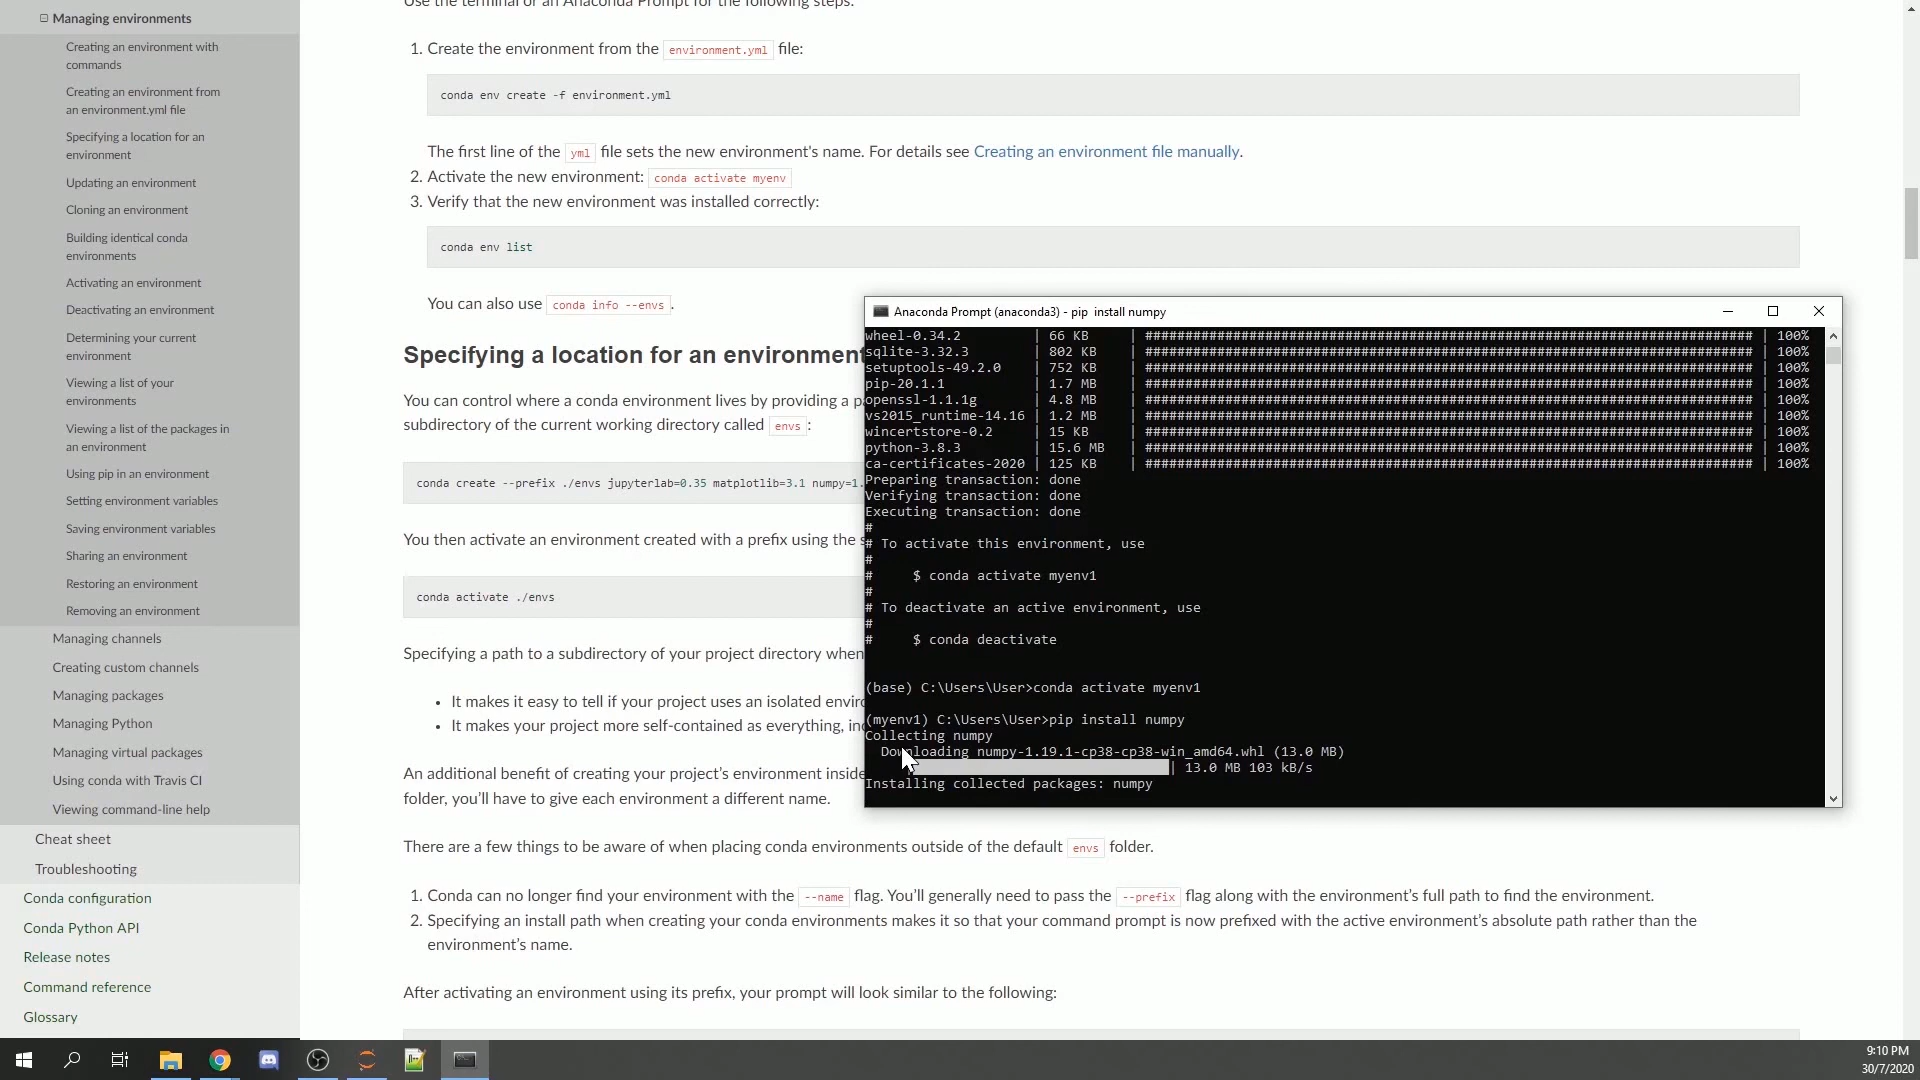 Managing environments
Creating an environment with
commands
Creating an environment from
an environment.yml file
Specifying a location for an
environment
Updating an environment
Cloning an environment
Building identical conda
environments
Activating an environment
Deactivating an environment
Determining your current
environment
Viewing a list of your
environments
Viewing a list of the packages in
an environment
Using pip in an environment
Setting environment variables
Saving environment variables
Sharing an environment
Restoring an environment
Removing an environment
Managing channels
Creating custom channels
Managing packages
Managing Python
Managing virtual packages
Using conda with Travis CI
Viewing command-line help
Cheat sheet
Troubleshooting
Conda configuration
Conda Python API
Release notes
Command reference
Glossary
Use the terminal or an Anaconda Prompt for the following steps:
1. Create the environment from the environment.yml file:
conda env create -f environment.yml
The first line of the yml file sets the new environment's name. For details see Creating an environment file manually.
2. Activate the new environment: conda activate myenv
3. Verify that the new environment was installed correctly:
conda env list
You can also use conda info --envs.
Specifying a location for an environment
You can control where a conda environment lives by providing a
subdirectory of the current working directory called envs:
conda create --prefix ./envs jupyterlab=0.35 matplotlib=3.1 numpy=1.
You then activate an environment created with a prefix using the
conda activate ./envs
Specifying a path to a subdirectory of your project directory when
• It makes it easy to tell if your project uses an isolated
• It makes your project more self-contained as everything,
An additional benefit of creating your project's environment inside
folder, you'll have to give each environment a different name.
There are a few things to be aware of when placing conda environments outside of the default envs folder.
1. Conda can no longer find your environment with the --name flag. You'll generally need to pass the --prefix flag along with the environment's full path to find the environment.
2. Specifying an install path when creating your conda environments makes it so that your command prompt is now prefixed with the active environment's absolute path rather than the
environment's name.
After activating an environment using its prefix, your prompt will look similar to the following:
Anaconda Prompt (anaconda3) - pip install numpy
wheel-0.34.2 | 66 KB | ############################################################################ | 100%
sqlite-3.32.3 | 802 KB | ############################################################################ | 100%
setuptools-49.2.0 | 752 KB | ############################################################################ | 100%
pip-20.1.1 | 1.7 MB | ############################################################################ | 100%
openssl-1.1.1g | 4.8 MB | ############################################################################ | 100%
vs2015_runtime-14.16 | 1.2 MB | ############################################################################ | 100%
wincertstore-0.2 | 15 KB | ############################################################################ | 100%
python-3.8.3 | 15.6 MB | ############################################################################ | 100%
ca-certificates-2020 | 125 KB | ############################################################################ | 100%
Preparing transaction: done
Verifying transaction: done
Executing transaction: done
#
# To activate this environment, use
#
# $ conda activate myenv1
#
# To deactivate an active environment, use
#
# $ conda deactivate
(base) C:\Users\User>conda activate myenv1
(myenv1) C:\Users\User>pip install numpy
Collecting numpy
Downloading numpy-1.19.1-cp38-cp38-win_amd64.whl (13.0 MB)
| 13.0 MB 103 kB/s
Installing collected packages: numpy
9:10 PM
30/7/2020